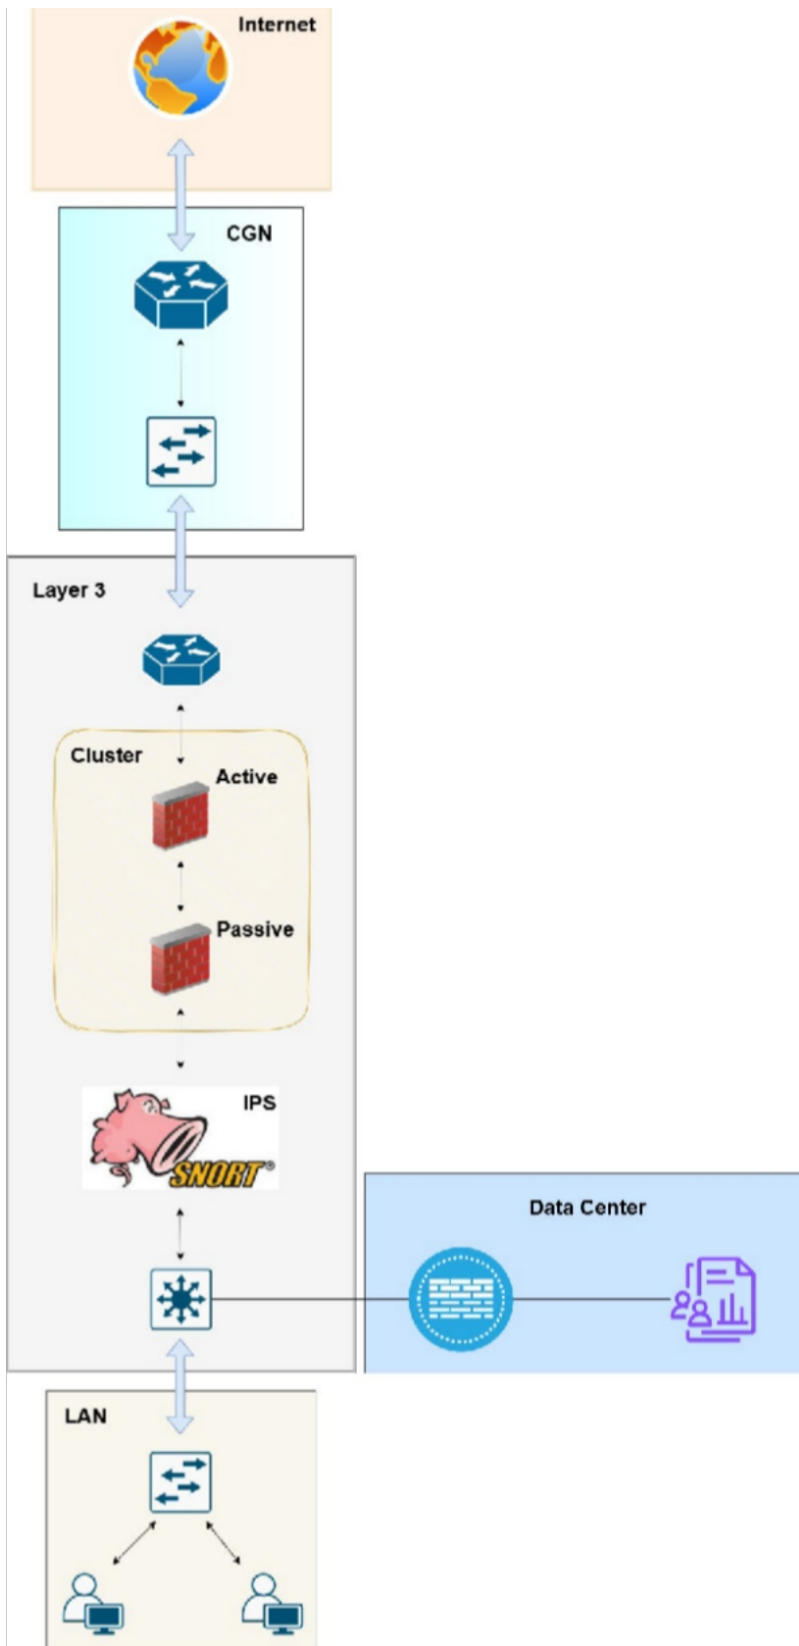 Internet
CGN
Layer 3
Cluster
Active
Passive
IPS
SNORT®
Data Center
LAN